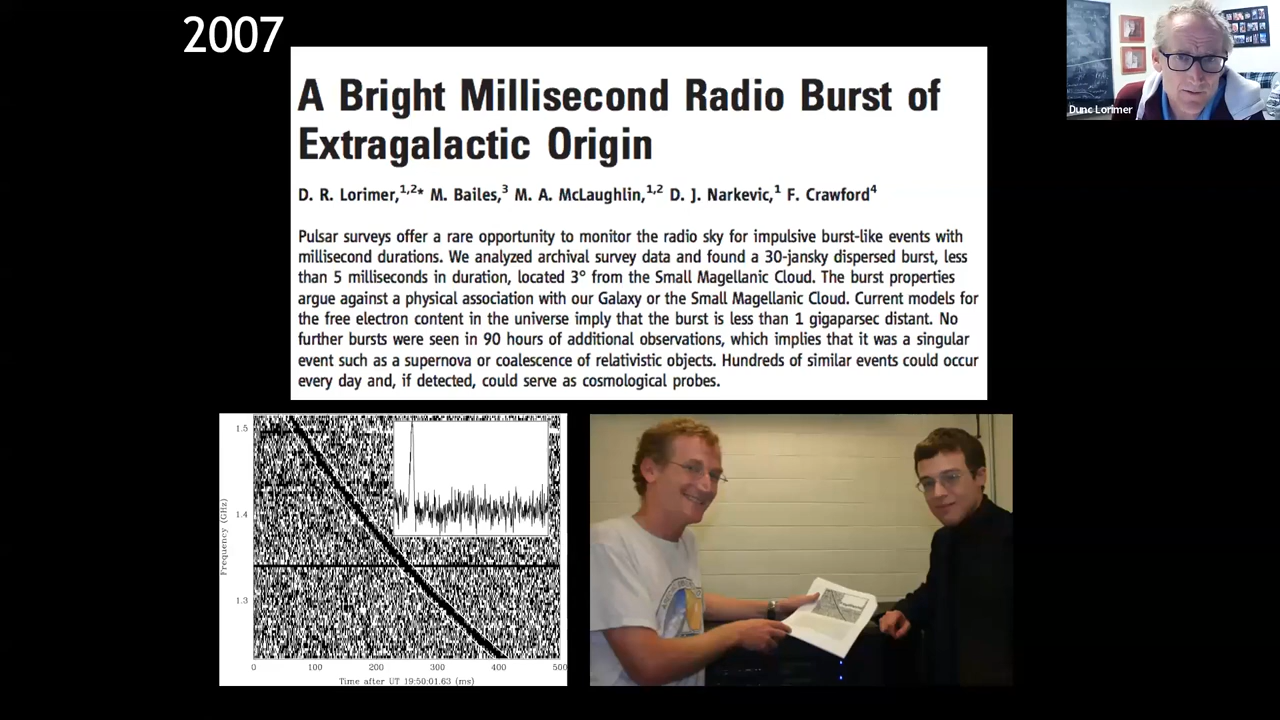 2007
A Bright Millisecond Radio Burst of
Extragalactic Origin
D. R. Lorimer,1,2* M. Bailes,3 M. A. McLaughlin,1,2 D. J. Narkevic,1 F. Crawford4
Pulsar surveys offer a rare opportunity to monitor the radio sky for impulsive burst-like events with
millisecond durations. We analyzed archival survey data and found a 30-jansky dispersed burst, less
than 5 milliseconds in duration, located 3° from the Small Magellanic Cloud. The burst properties
argue against a physical association with our Galaxy or the Small Magellanic Cloud. Current models for
the free electron content in the universe imply that the burst is less than 1 gigaparsec distant. No
further bursts were seen in 90 hours of additional observations, which implies that it was a singular
event such as a supernova or coalescence of relativistic objects. Hundreds of similar events could occur
every day and, if detected, could serve as cosmological probes.
Dunc Lorimer
1.5
1.4
1.3
Frequency (GHz)
0 100 200 300 400 500
Time after UT 19:50:01.63 (ms)